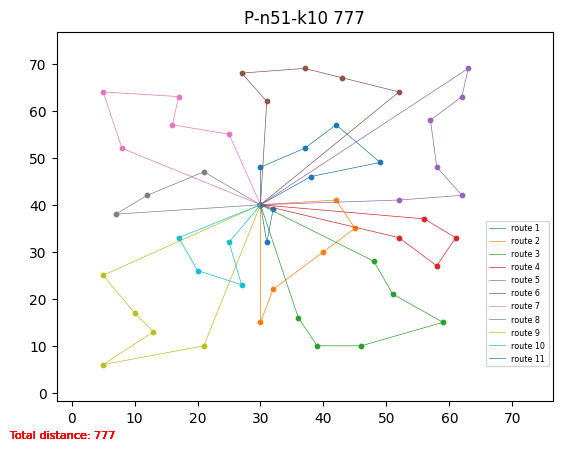 P-n51-k10 777
70
60
50
40
30
20
10
0
0 10 20 30 40 50 60 70
route 1
route 2
route 3
route 4
route 5
route 6
route 7
route 8
route 9
route 10
route 11
Total distance: 777